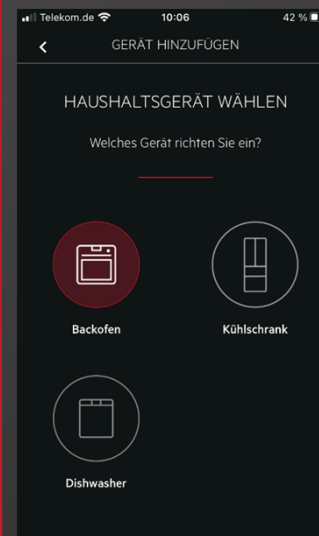 Telekom.de 10:06 42 %
GERÄT HINZUFÜGEN
HAUSHALTSGERÄT WÄHLEN
Welches Gerät richten Sie ein?
Backofen Kühlschrank
Dishwasher